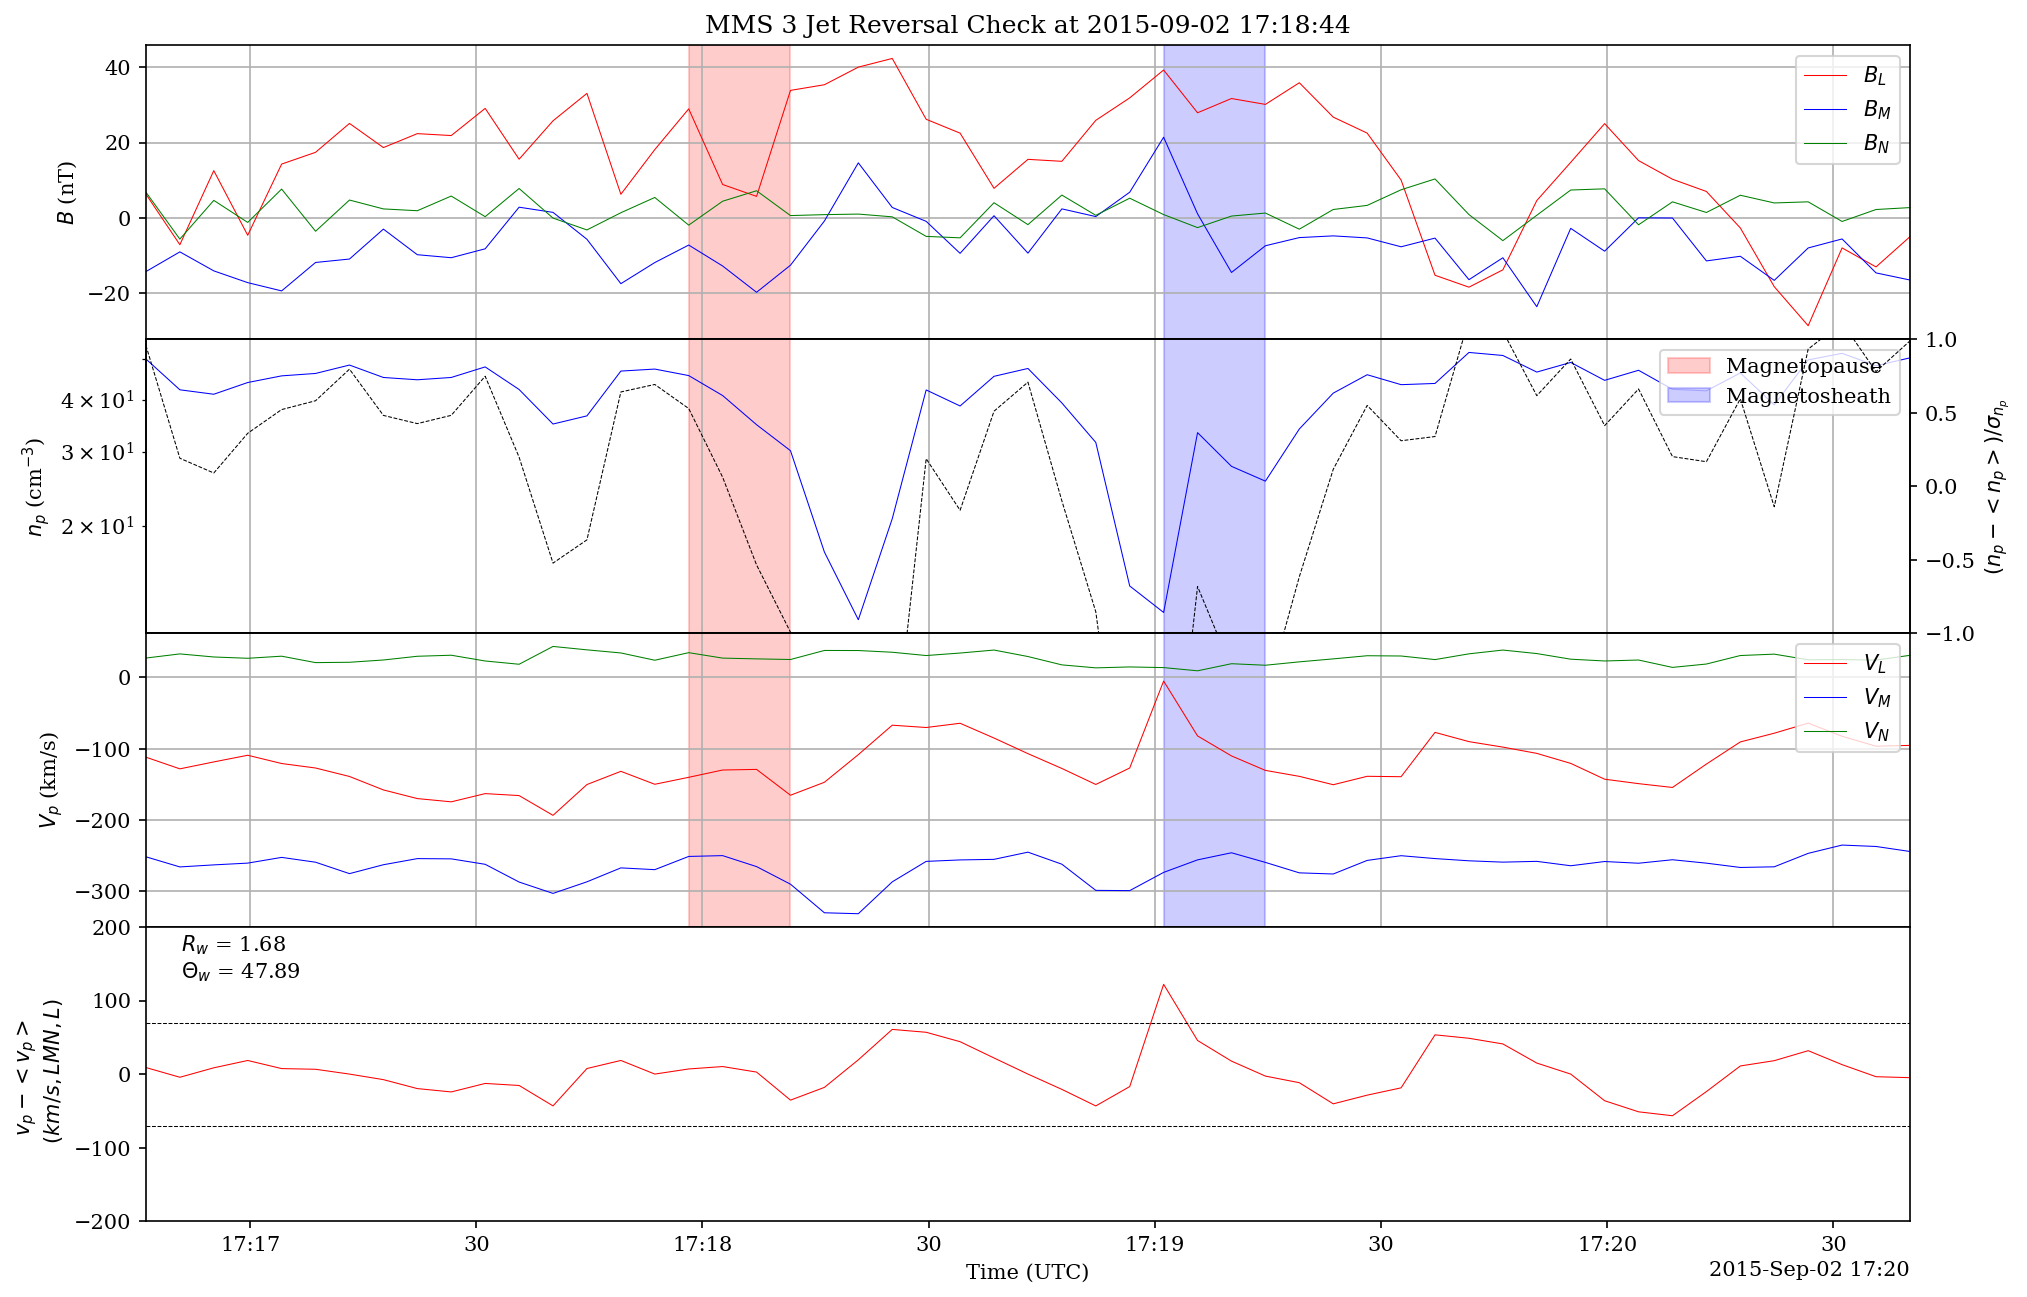 MMS 3 Jet Reversal Check at 2015-09-02 17:18:44
40
20
0
−20
B (nT)
B_L
B_M
B_N
4 × 10^1
3 × 10^1
2 × 10^1
n_p (cm^−3)
1.0
0.5
0.0
−0.5
−1.0
(n_p − < n_p > )/σ_{n_p}
Magnetopause
Magnetosheath
0
−100
−200
−300
V_p (km/s)
V_L
V_M
V_N
200
100
0
−100
−200
v_p − < v_p >
(km/s, LMN, L)
R_w = 1.68
Θ_w = 47.89
17:17 30 17:18 30 17:19 30 17:20 30
Time (UTC)
2015-Sep-02 17:20